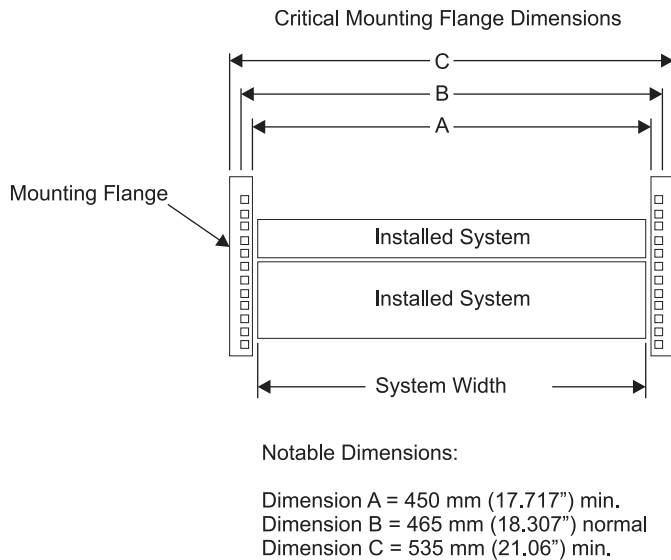 Critical Mounting Flange Dimensions
C
B
A
Mounting Flange
Installed System
Installed System
System Width
Notable Dimensions:
Dimension A = 450 mm (17.717”) min.
Dimension B = 465 mm (18.307”) normal
Dimension C = 535 mm (21.06”) min.